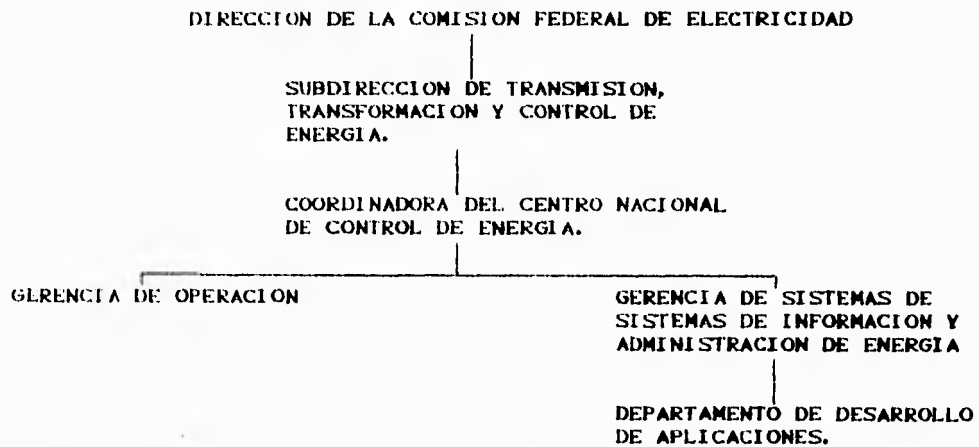 DIRECCION DE LA COMISION FEDERAL DE ELECTRICIDAD
SUBDIRECCION DE TRANSMISION,
TRANSFORMACION Y CONTROL DE
ENERGIA.
COORDINADORA DEL CENTRO NACIONAL
DE CONTROL DE ENERGIA.
GERENCIA DE OPERACION
GERENCIA DE SISTEMAS DE
SISTEMAS DE INFORMACION Y
ADMINISTRACION DE ENERGIA
DEPARTAMENTO DE DESARROLLO
DE APLICACIONES.